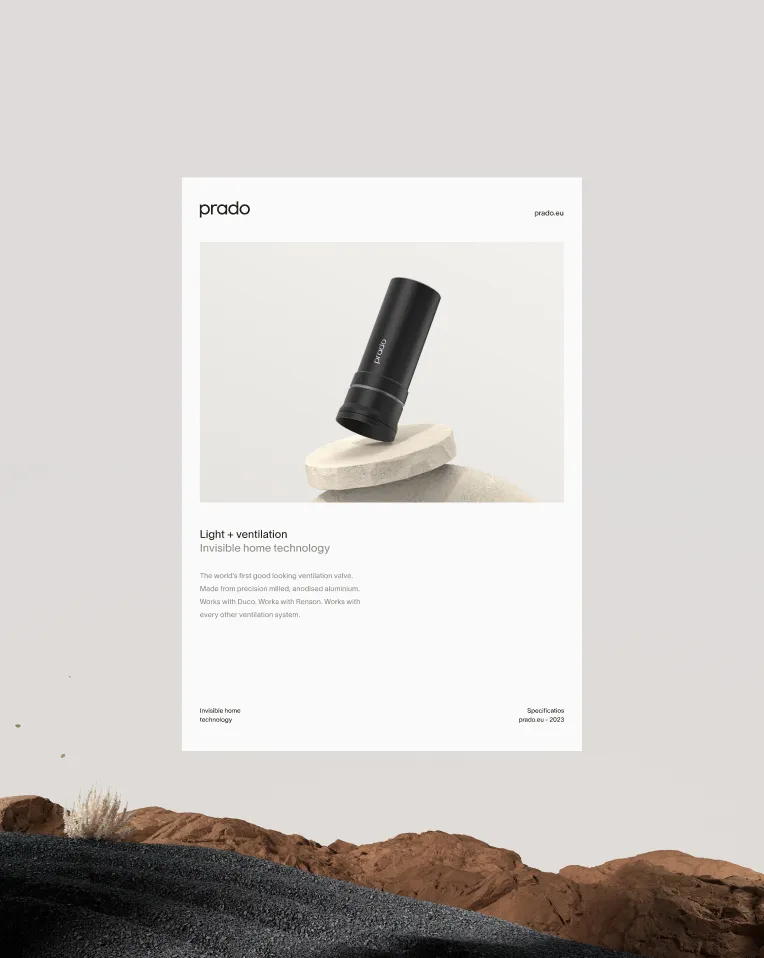 prado
prado.eu
prado
Light + ventilation
Invisible home technology
The world's first good looking ventilation valve.
Made from precision milled, anodised aluminium.
Works with Duco. Works with Renson. Works with
every other ventilation system.
Invisible home
technology
Specificatios
prado.eu - 2023